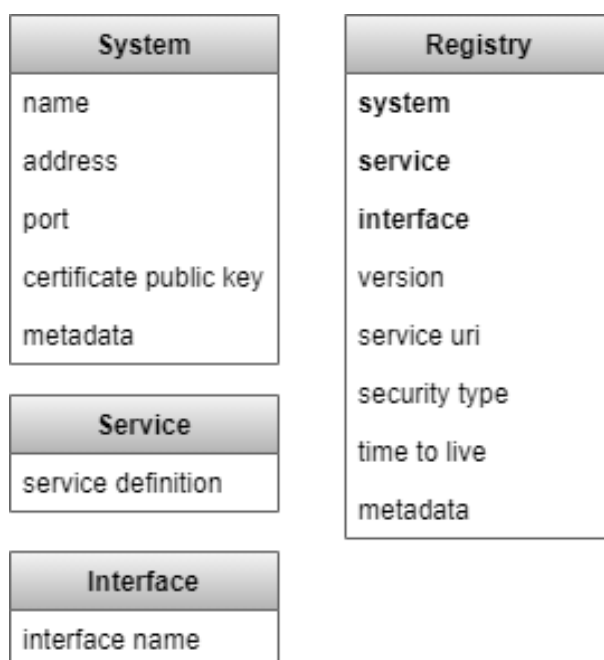 System
name
address
port
certificate public key
metadata
Service
service definition
Interface
interface name
Registry
system
service
interface
version
service uri
security type
time to live
metadata